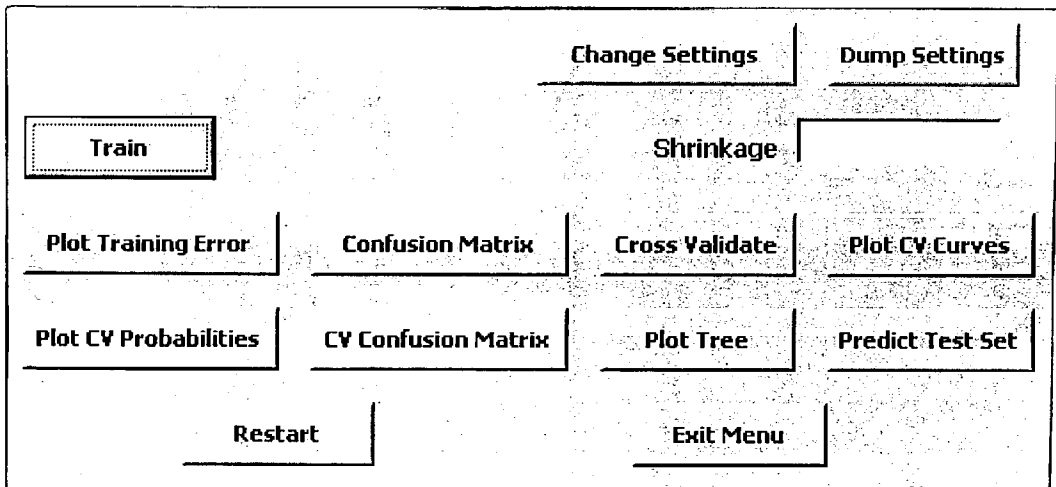 Change Settings Dump Settings
Train Shrinkage
Plot Training Error Confusion Matrix Cross Validate Plot CV Curves
Plot CV Probabilities CV Confusion Matrix Plot Tree Predict Test Set
Restart Exit Menu